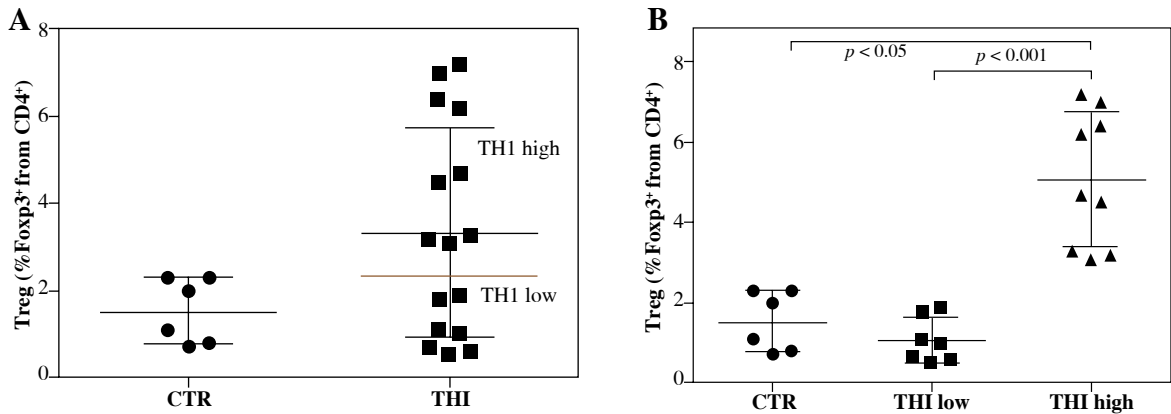 A
Treg (%Foxp3⁺ from CD4⁺)
8
6
4
2
0
TH1 high
TH1 low
CTR
THI
B
Treg (%Foxp3⁺ from CD4⁺)
8
6
4
2
0
p < 0.05
p < 0.001
CTR
THI low
THI high